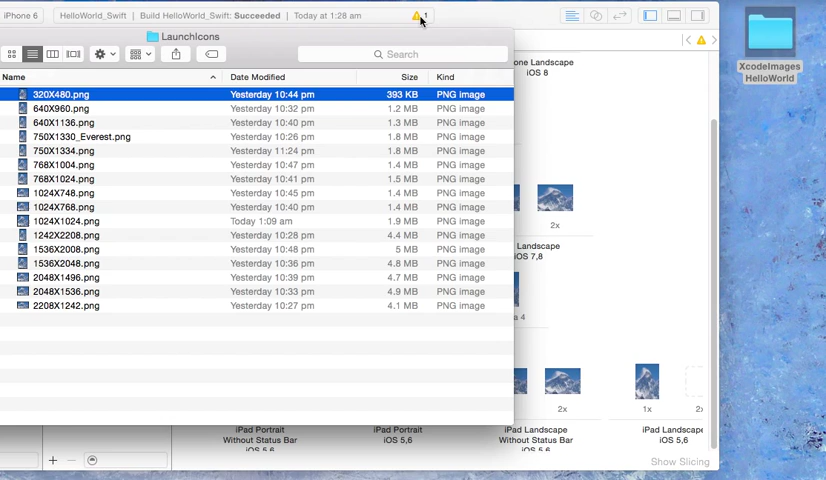 iPhone 6
HelloWorld_Swift | Build HelloWorld_Swift: Succeeded | Today at 1:28 am
1
LaunchIcons
Search
Name Date Modified Size Kind
320X480.png Yesterday 10:44 pm 393 KB PNG image
640X960.png Yesterday 10:32 pm 1.2 MB PNG image
640X1136.png Yesterday 10:40 pm 1.3 MB PNG image
750X1330_Everest.png Yesterday 10:26 pm 1.8 MB PNG image
750X1334.png Yesterday 11:24 pm 1.8 MB PNG image
768X1004.png Yesterday 10:47 pm 1.4 MB PNG image
768X1024.png Yesterday 10:41 pm 1.5 MB PNG image
1024X748.png Yesterday 10:45 pm 1.4 MB PNG image
1024X768.png Yesterday 10:40 pm 1.4 MB PNG image
1024X1024.png Today 1:09 am 1.9 MB PNG image
1242X2208.png Yesterday 10:28 pm 4.4 MB PNG image
1536X2008.png Yesterday 10:48 pm 5 MB PNG image
1536X2048.png Yesterday 10:36 pm 4.8 MB PNG image
2048X1496.png Yesterday 10:39 pm 4.7 MB PNG image
2048X1536.png Yesterday 10:33 pm 4.9 MB PNG image
2208X1242.png Yesterday 10:27 pm 4.1 MB PNG image
one Landscape
iOS 8
2x
Landscape
iOS 7,8
a 4
2x
1x
2x
iPad Portrait
Without Status Bar
iOS 5,6
iPad Portrait
iOS 5,6
iPad Landscape
Without Status Bar
iOS 5,6
iPad Landscape
iOS 5,6
Show Slicing
XcodeImages
HelloWorld